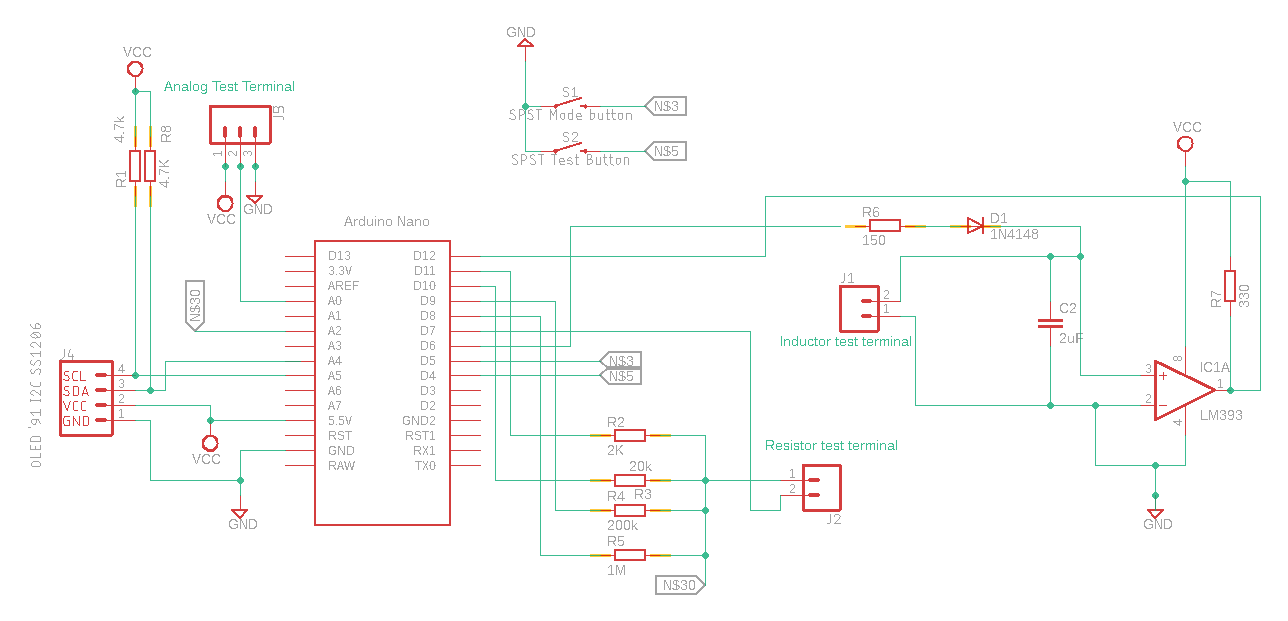 GND
VCC
Analog Test Terminal
J5
1
2
3
VCC
GND
4.7k
R1
R8
4.7K
S1
SPST Mode button
N$3
S2
SPST Test Button
N$5
Arduino Nano
D13
3.3V
AREF
A0
A1
A2
A3
A4
A5
A6
A7
5.5V
RST
GND
RAW
D12
D11
D10
D9
D8
D7
D6
D5
D4
D3
D2
GND2
RST1
RX1
TX0
N$30
OLED '91 I2C SS1206
J4
SCL
SDA
VCC
GND
4
3
2
1
VCC
GND
N$3
N$5
R2
2K
20k
R3
R4
200k
R5
1M
N$30
Resistor test terminal
1
2
J2
R6
150
D1
1N4148
J1
2
1
Inductor test terminal
C2
2uF
VCC
R7
330
8
IC1A
3
+
2
−
1
4
LM393
GND